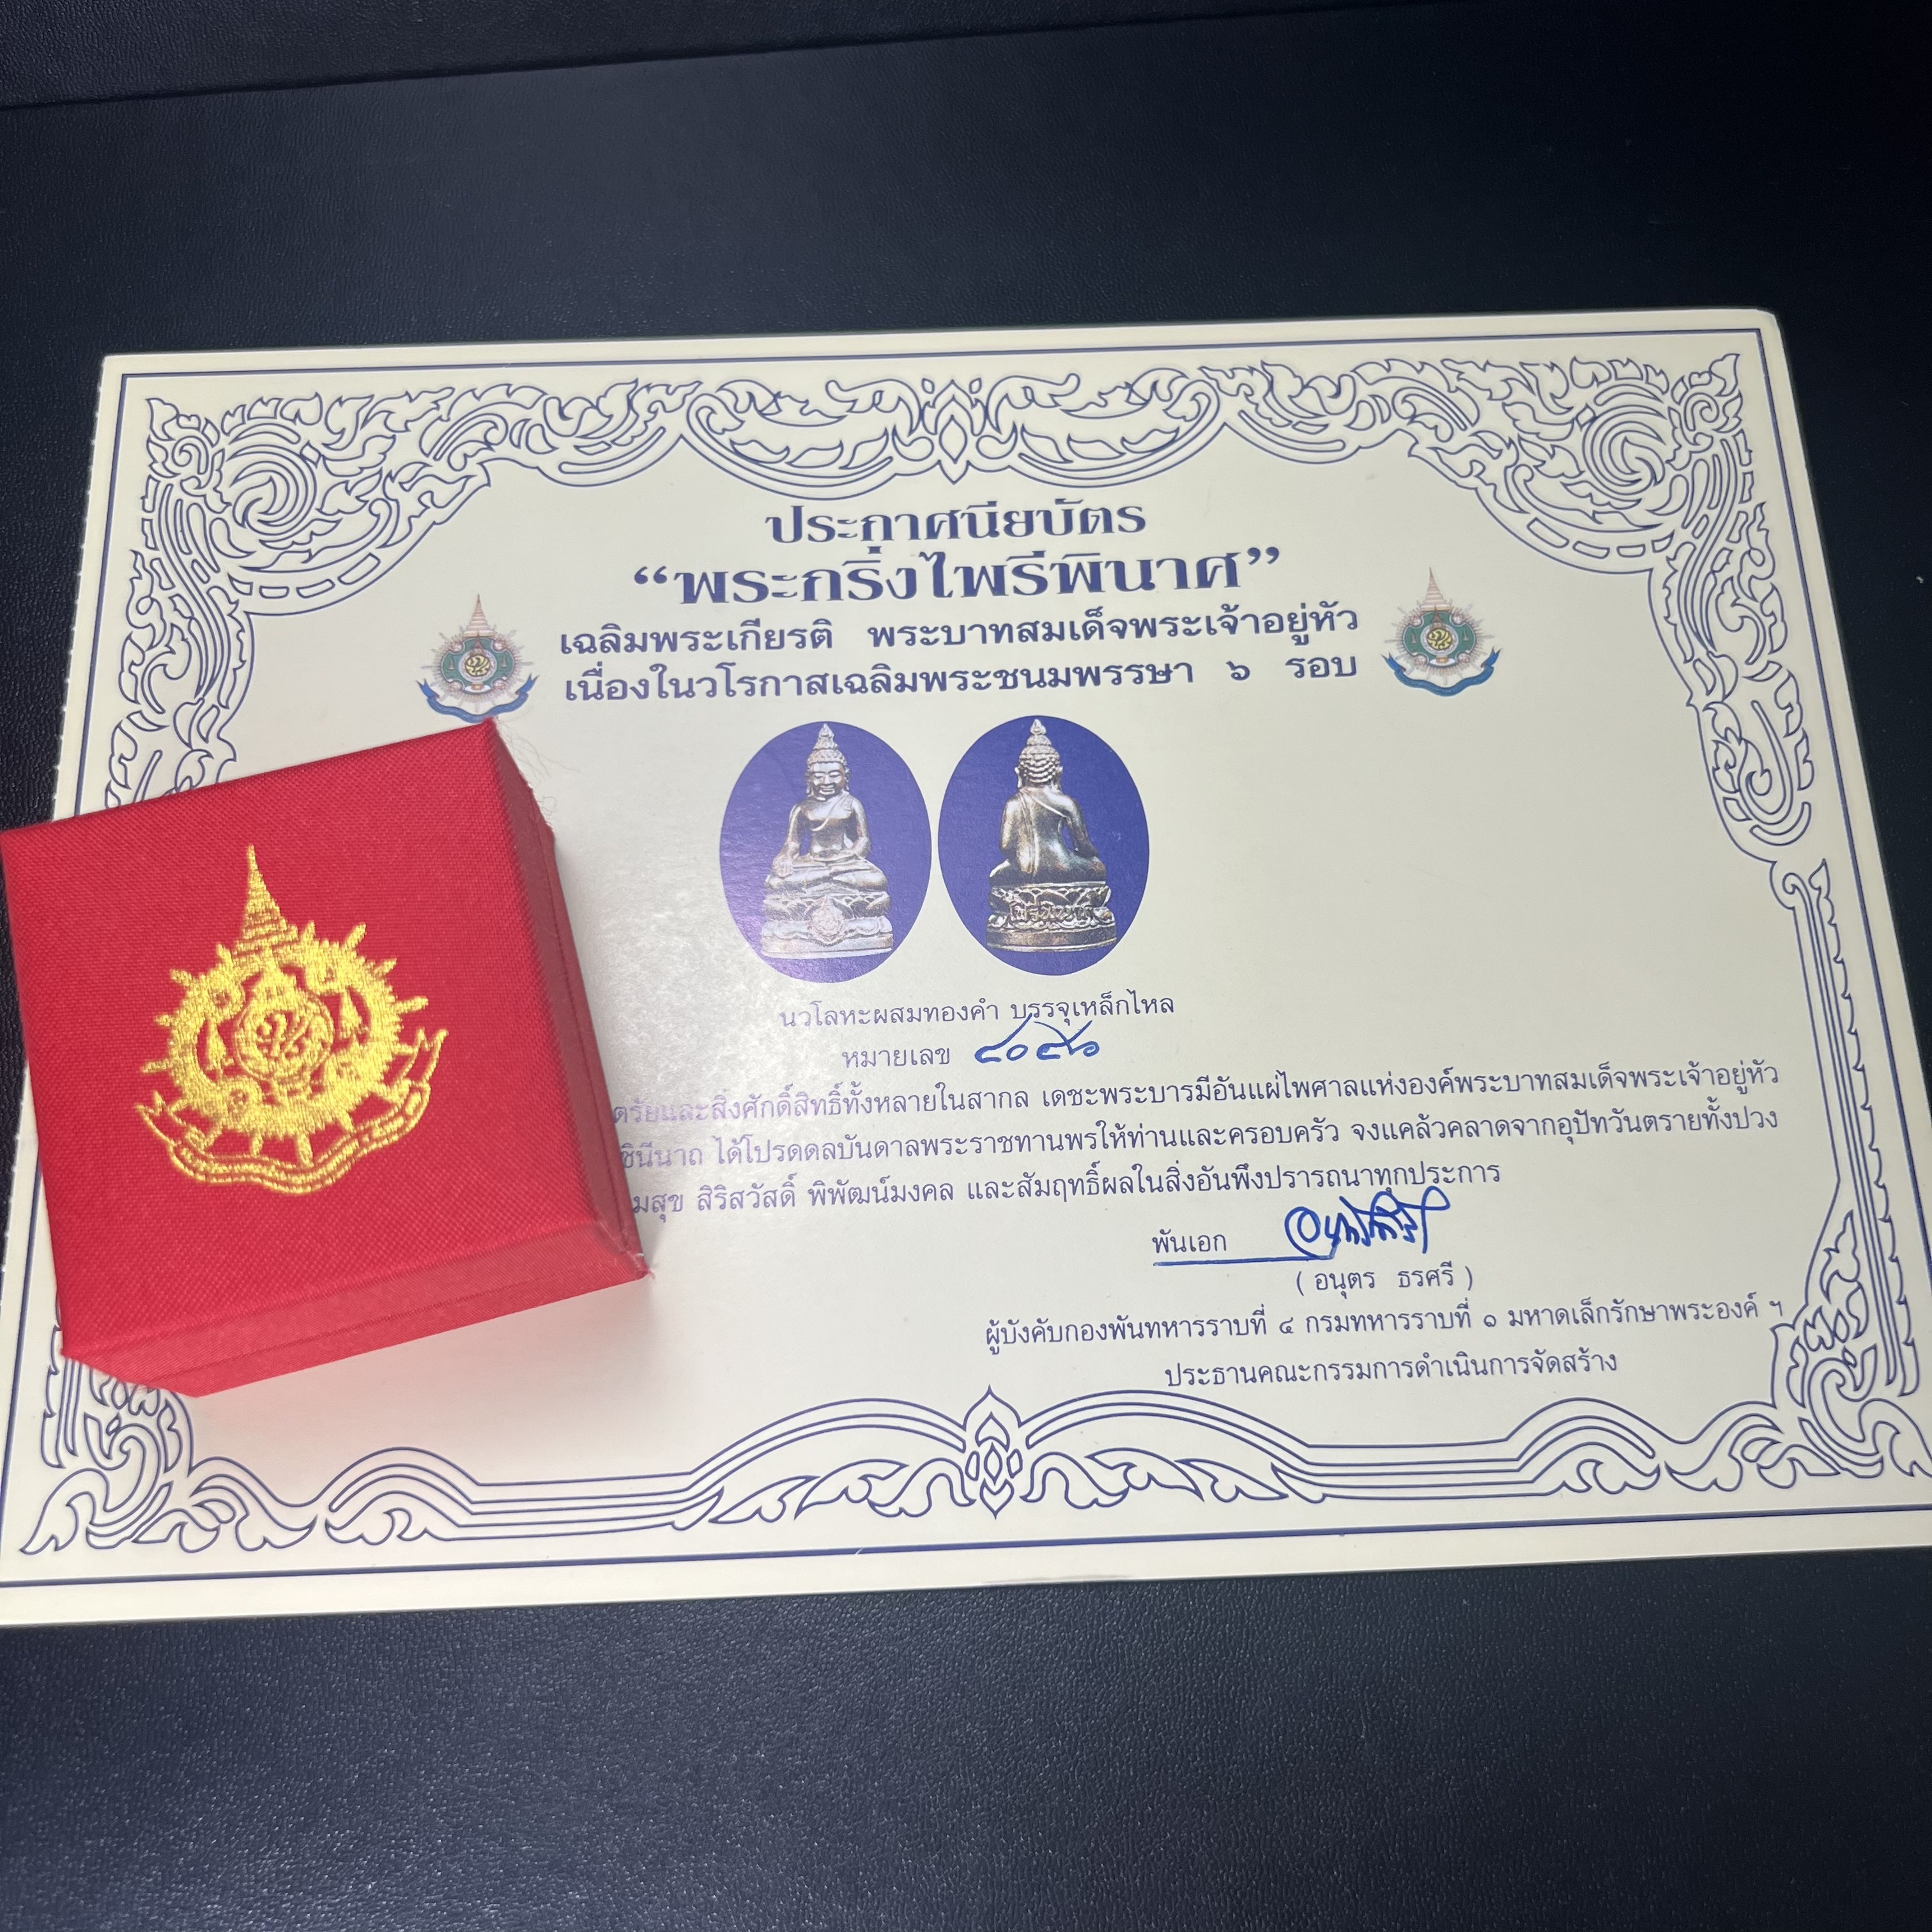 ประกาศนียบัตร
“พระกริ่งไพรีพินาศ”
เฉลิมพระเกียรติ พระบาทสมเด็จพระเจ้าอยู่หัว
เนื่องในวโรกาสเฉลิมพระชนมพรรษา ๖ รอบ
นวโลหะผสมทองคำ บรรจุเหล็กไหล
หมายเลข
และสิ่งศักดิ์สิทธิ์ทั้งหลายในสากล เดชะพระบารมีอันแผ่ไพศาลแห่งองค์พระบาทสมเด็จพระเจ้าอยู่หัว
ได้โปรดดลบันดาลพระราชทานพรให้ท่านและครอบครัว จงแคล้วคลาดจากอุปัทวันตรายทั้งปวง
สิริสวัสดิ์ พิพัฒน์มงคล และสัมฤทธิ์ผลในสิ่งอันพึงปรารถนาทุกประการ
พันเอก
( อนุตร ธรศรี )
ผู้บังคับกองพันทหารราบที่ ๔ กรมทหารราบที่ ๑ มหาดเล็กรักษาพระองค์ ฯ
ประธานคณะกรรมการดำเนินการจัดสร้าง